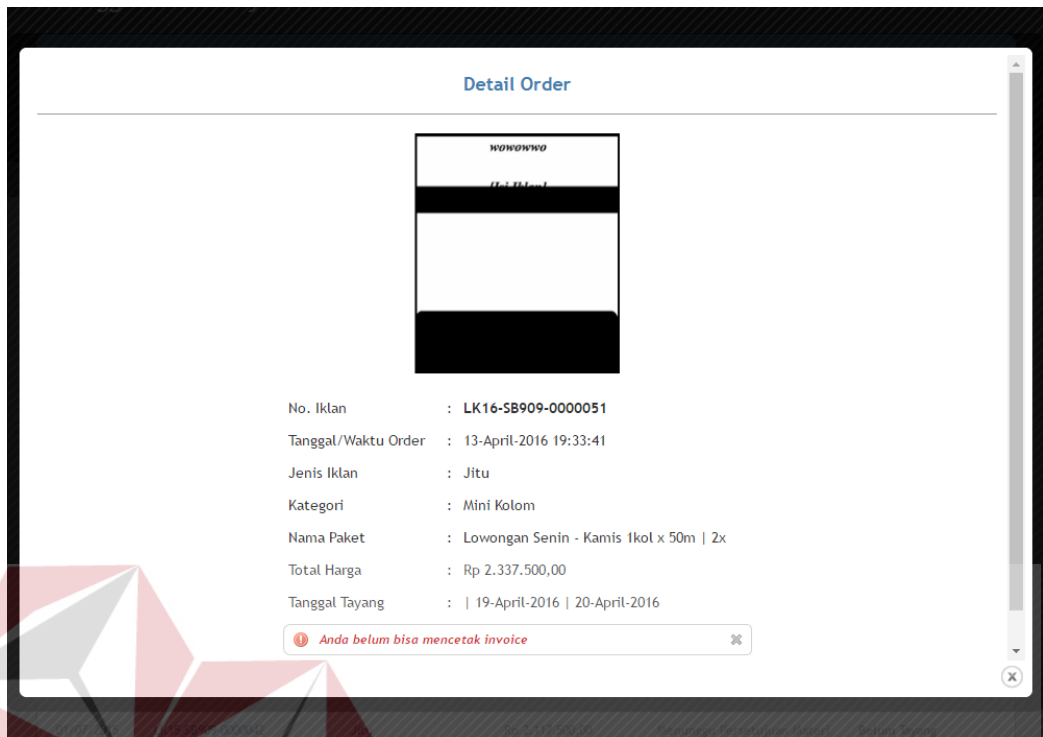 Detail Order
wowowwo
(Isi Iklan)
No. Iklan : LK16-SB909-0000051
Tanggal/Waktu Order : 13-April-2016 19:33:41
Jenis Iklan : Jitu
Kategori : Mini Kolom
Nama Paket : Lowongan Senin - Kamis 1kol x 50m | 2x
Total Harga : Rp 2.337.500,00
Tanggal Tayang : | 19-April-2016 | 20-April-2016
Anda belum bisa mencetak invoice